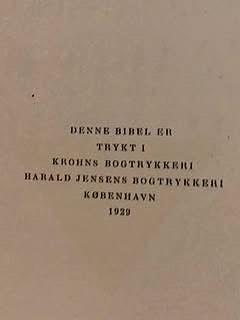 DENNE BIBEL ER
TRYKT I
KROHNS BOGTRYKKERI
HARALD JENSENS BOGTRYKKERI
KØBENHAVN
1929